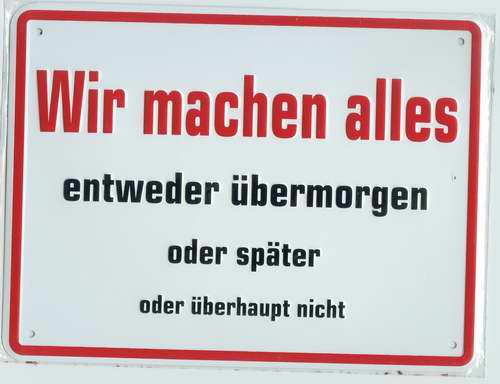 Wir machen alles
entweder übermorgen
oder später
oder überhaupt nicht